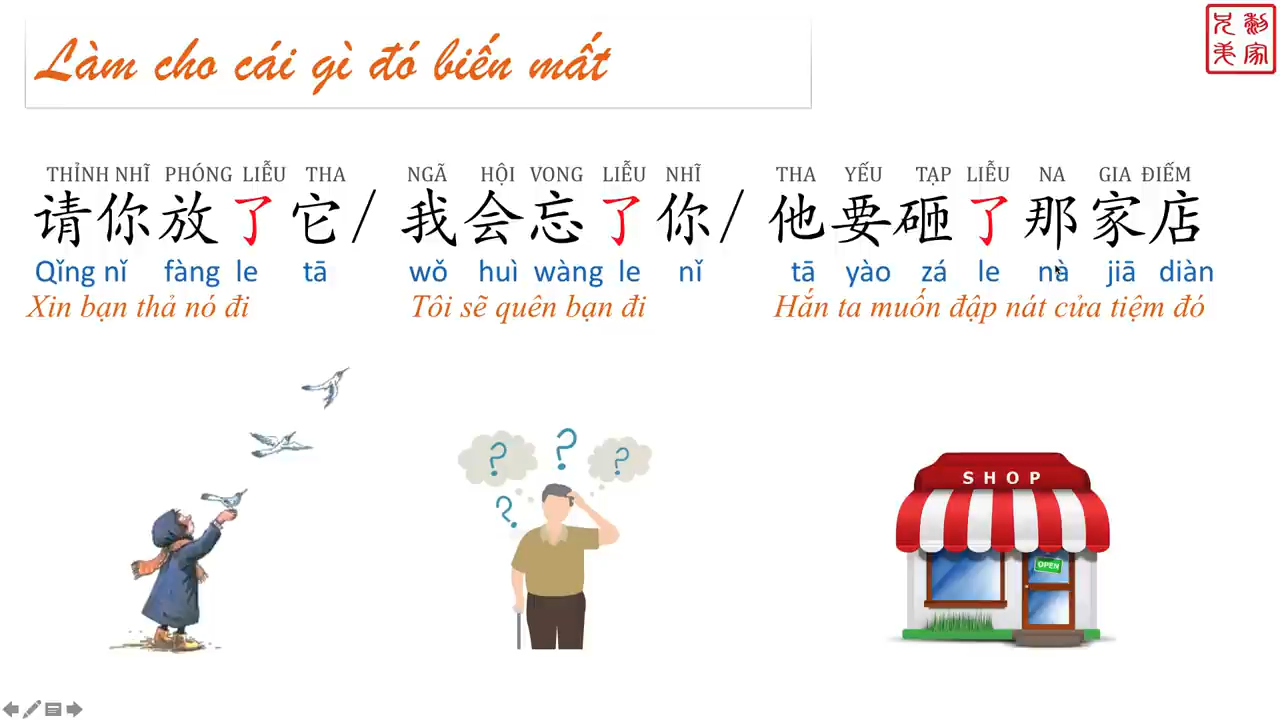 Làm cho cái gì đó biến mất
THỈNH NHĨ PHÓNG LIỄU THA NGÃ HỘI VONG LIỄU NHĨ THA YẾU TẠP LIỄU NA GIA ĐIẾM
请你放了它/ 我会忘了你/ 他要砸了那家店
Qǐng nǐ fàng le tā wǒ huì wàng le nǐ tā yào zá le nà jiā diàn
Xin bạn thả nó đi Tôi sẽ quên bạn đi Hắn ta muốn đập nát cửa tiệm đó
? ? ?
?
SHOP
OPEN